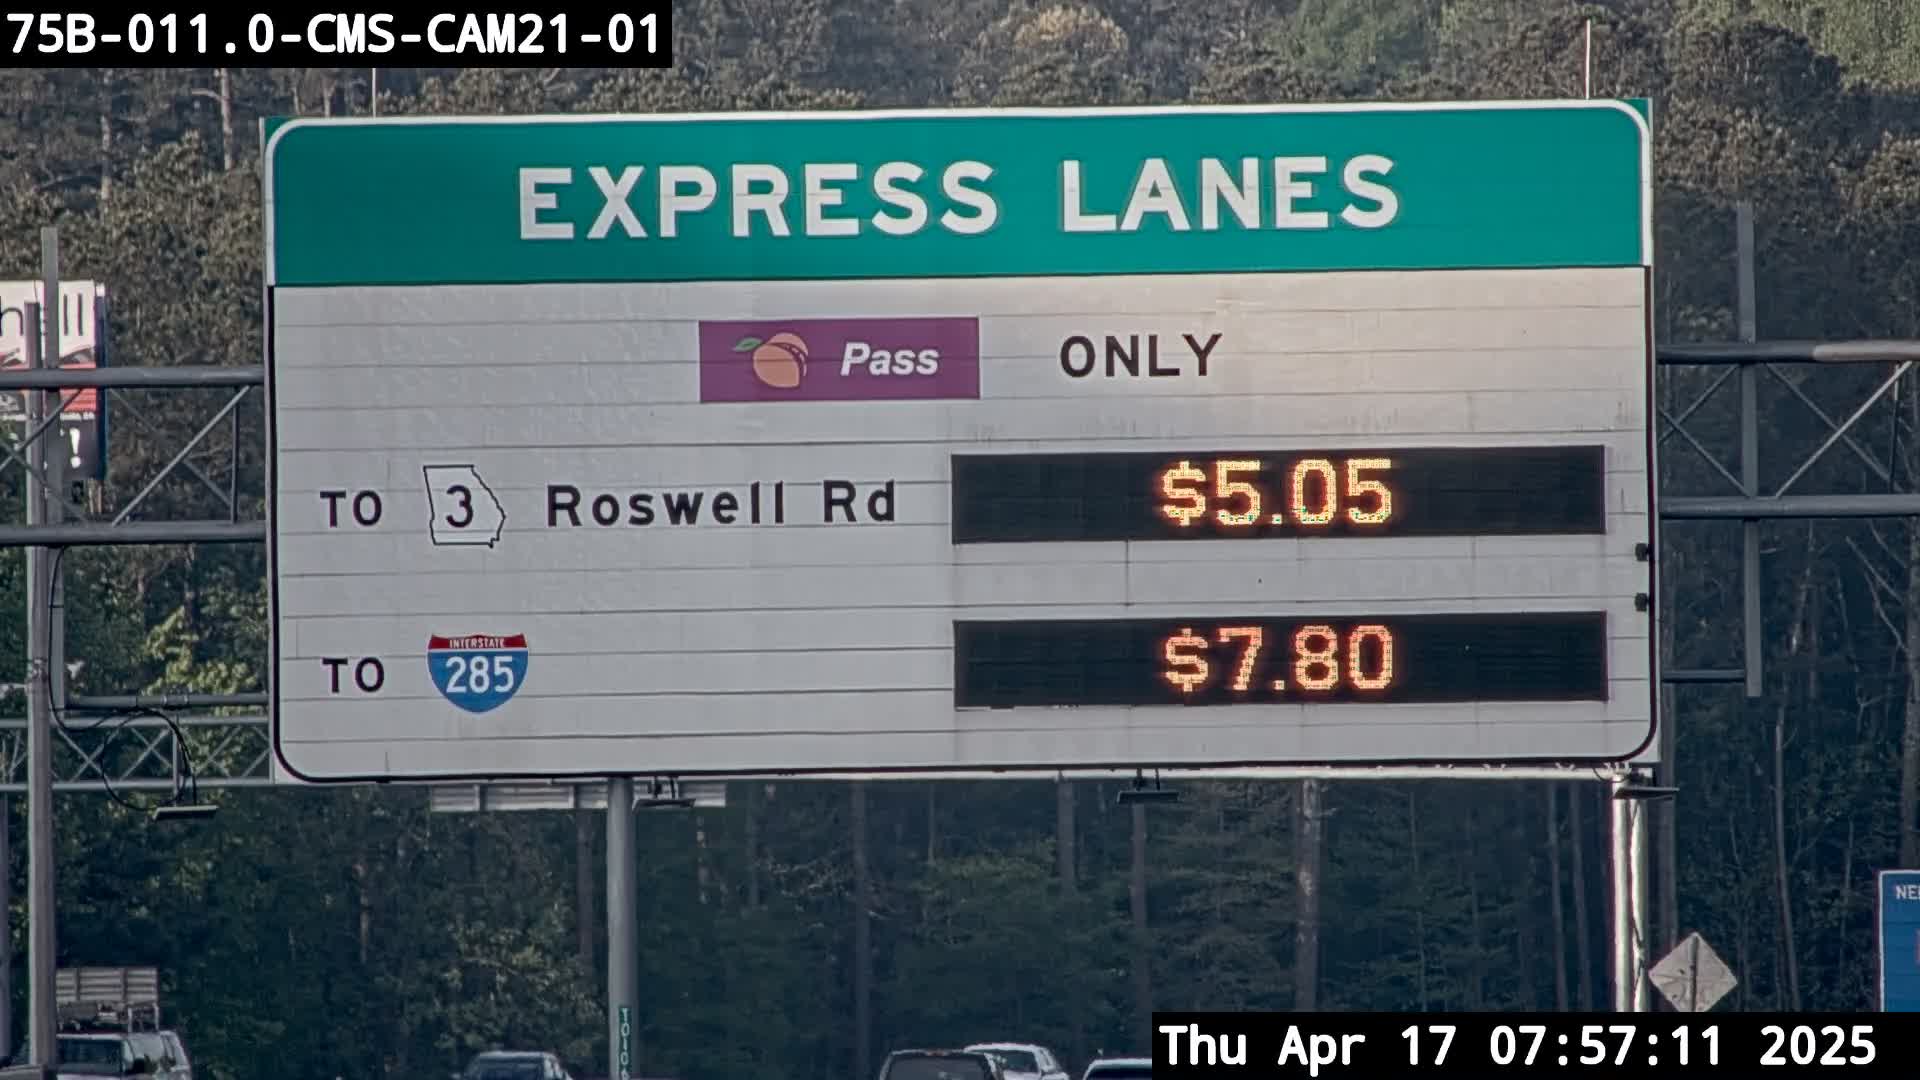 75B-011.0-CMS-CAM21-01
EXPRESS LANES
Pass ONLY
TO 3 Roswell Rd $5.05
TO INTERSTATE 285 $7.80
Thu Apr 17 07:57:11 2025